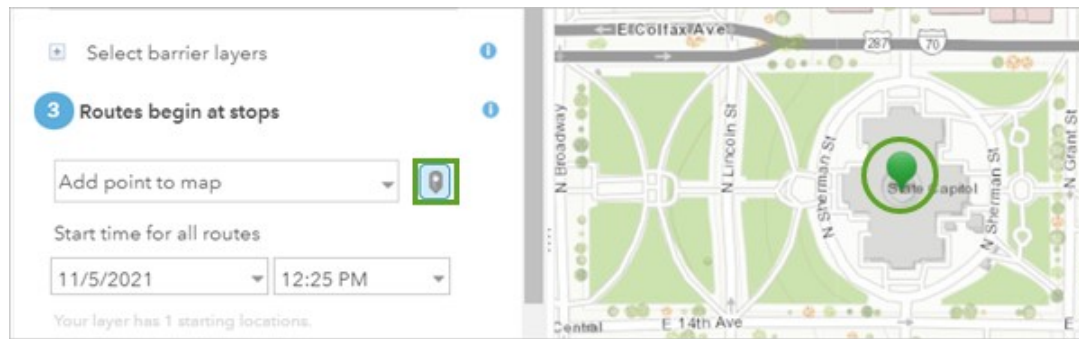 Select barrier layers
3 Routes begin at stops
Add point to map
Start time for all routes
11/5/2021 12:25 PM
Your layer has 1 starting locations.
E Colfax Ave
287 70
N Broadway
N Lincoln St
N Sherman St
State Capitol
N Sherman St
N Grant St
Central
E 14th Ave
E